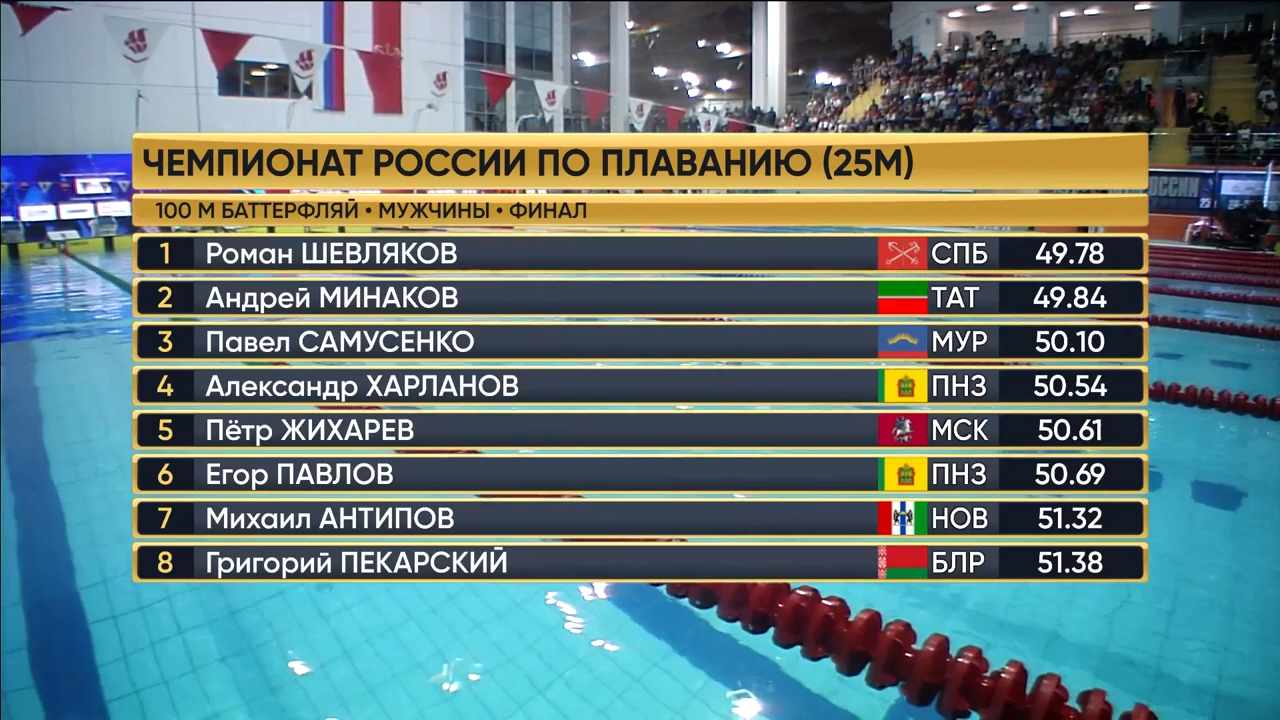 ЧЕМПИОНАТ РОССИИ ПО ПЛАВАНИЮ (25М)
100 М БАТТЕРФЛЯЙ • МУЖЧИНЫ • ФИНАЛ
1 Роман ШЕВЛЯКОВ СПБ 49.78
2 Андрей МИНАКОВ ТАТ 49.84
3 Павел САМУСЕНКО МУР 50.10
4 Александр ХАРЛАНОВ ПНЗ 50.54
5 Пётр ЖИХАРЕВ МСК 50.61
6 Егор ПАВЛОВ ПНЗ 50.69
7 Михаил АНТИПОВ НОВ 51.32
8 Григорий ПЕКАРСКИЙ БЛР 51.38
РОССИИ